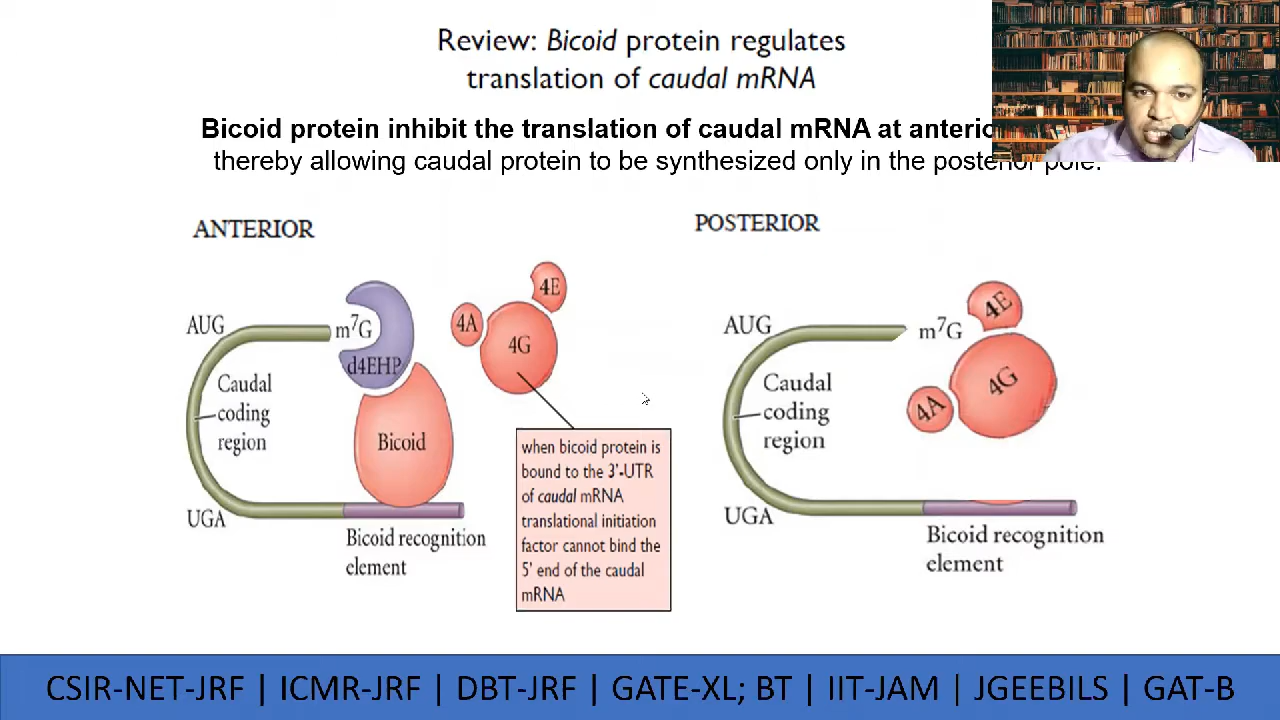 Review: Bicoid protein regulates
translation of caudal mRNA
Bicoid protein inhibit the translation of caudal mRNA at
thereby allowing caudal protein to be synthesized only in the posterior pole.
ANTERIOR
POSTERIOR
AUG
m⁷G
4A
4E
4G
d4EHP
Caudal
coding
region
Bicoid
UGA
Bicoid recognition
element
when bicoid protein is
bound to the 3'-UTR
of caudal mRNA
translational initiation
factor cannot bind the
5' end of the caudal
mRNA
AUG
m⁷G
4E
4G
4A
Caudal
coding
region
UGA
Bicoid recognition
element
CSIR-NET-JRF | ICMR-JRF | DBT-JRF | GATE-XL; BT | IIT-JAM | JGEEBILS | GAT-B